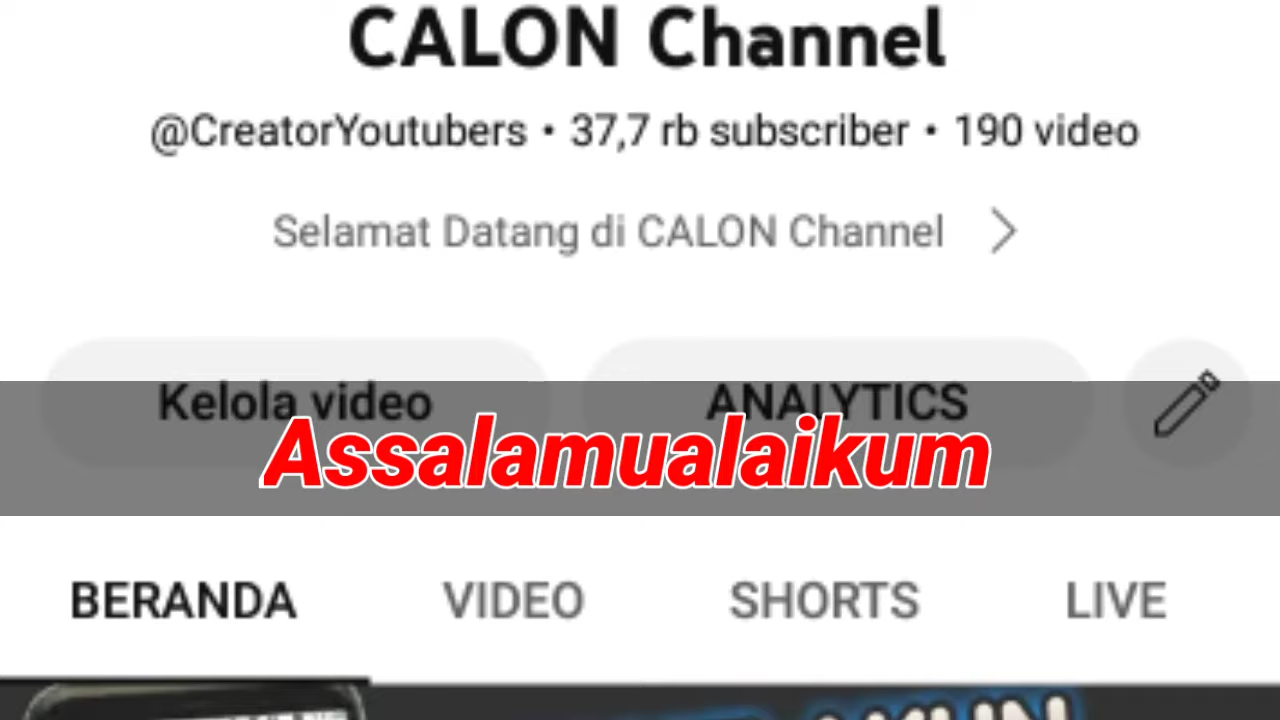 CALON Channel
@CreatorYoutubers • 37,7 rb subscriber • 190 video
Selamat Datang di CALON Channel
Kelola video
ANALYTICS
Assalamualaikum
BERANDA
VIDEO
SHORTS
LIVE